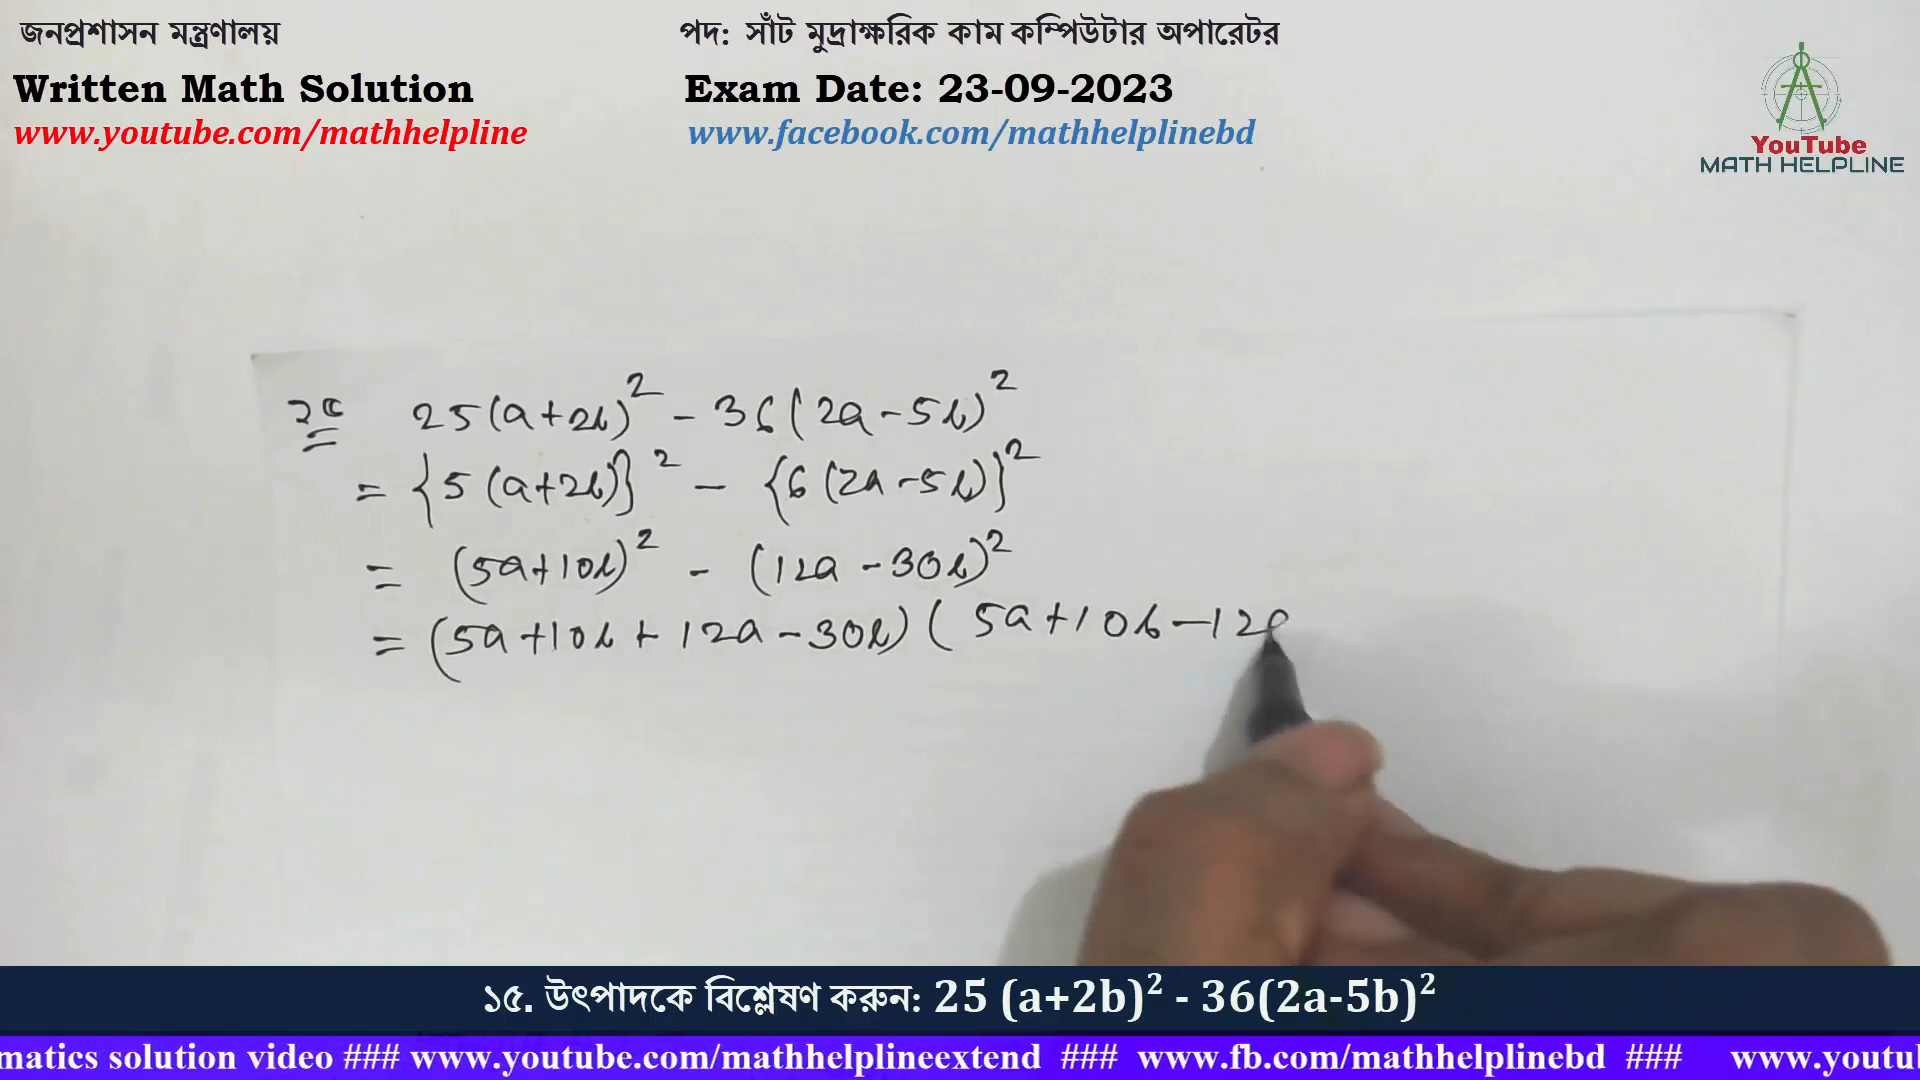 জনপ্রশাসন মন্ত্রণালয়
পদ: সাঁট মুদ্রাক্ষরিক কাম কম্পিউটার অপারেটর
Written Math Solution
Exam Date: 23-09-2023
www.youtube.com/mathhelpline
www.facebook.com/mathhelplinebd
YouTube
MATH HELPLINE
১৫ 25(a+2b)² - 36(2a-5b)²
= {5(a+2b)}² - {6(2a-5b)}²
= (5a+10b)² - (12a-30b)²
= (5a+10b+12a-30b)(5a+10b-12a
১৫. উৎপাদকে বিশ্লেষণ করুন: 25 (a+2b)² - 36(2a-5b)²
matics solution video ### www.youtube.com/mathhelplineextend ### www.fb.com/mathhelplinebd ### www.youtu